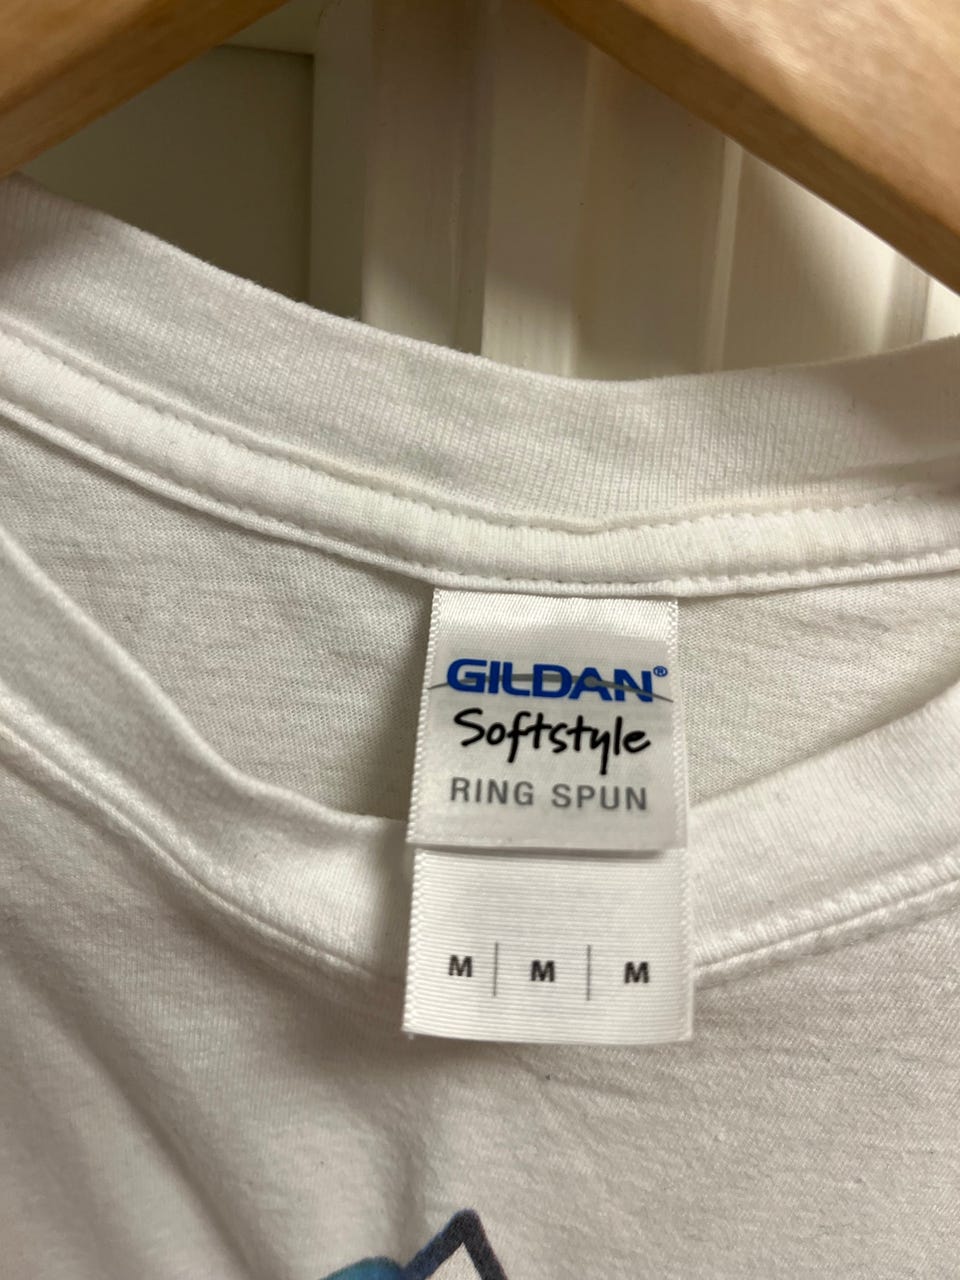 GILDAN®
Softstyle
RING SPUN
M | M | M